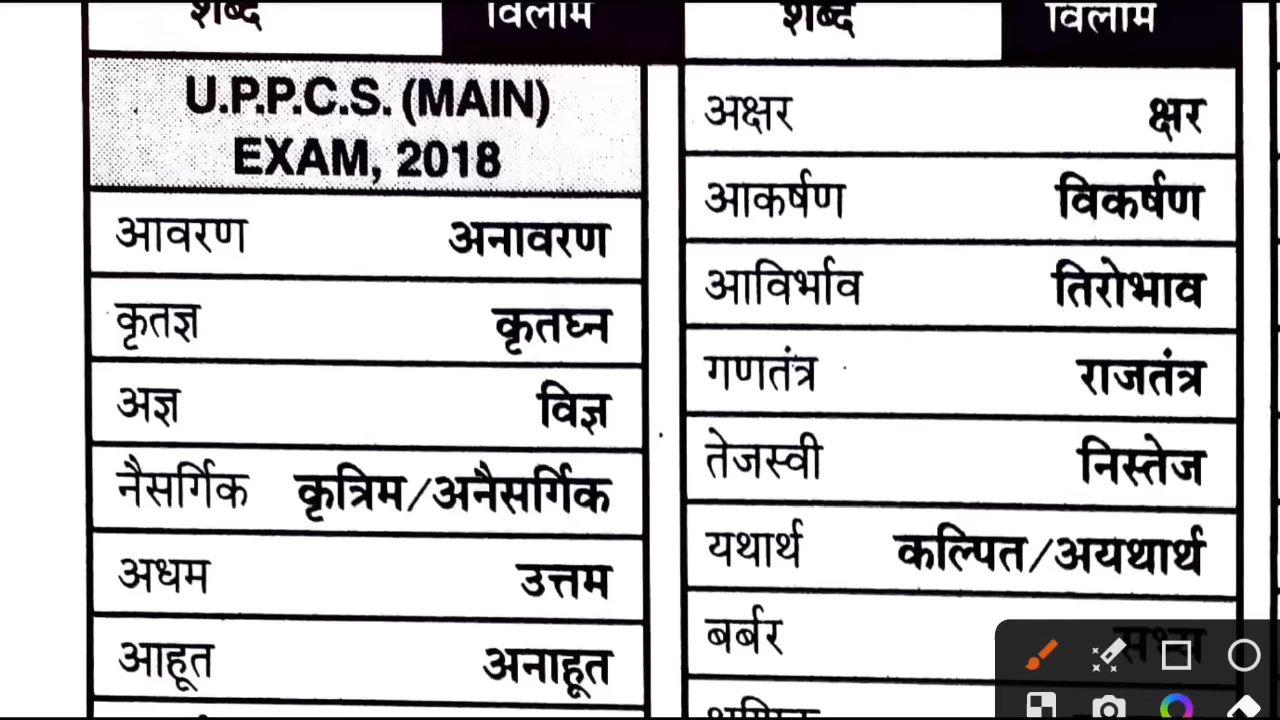 शब्द विलोम
U.P.P.C.S. (MAIN)
EXAM, 2018
आवरण अनावरण
कृतज्ञ कृतघ्न
अज्ञ विज्ञ
नैसर्गिक कृत्रिम/अनैसर्गिक
अधम उत्तम
आहूत अनाहूत
शब्द विलोम
अक्षर क्षर
आकर्षण विकर्षण
आविर्भाव तिरोभाव
गणतंत्र राजतंत्र
तेजस्वी निस्तेज
यथार्थ कल्पित/अयथार्थ
बर्बर सभ्य